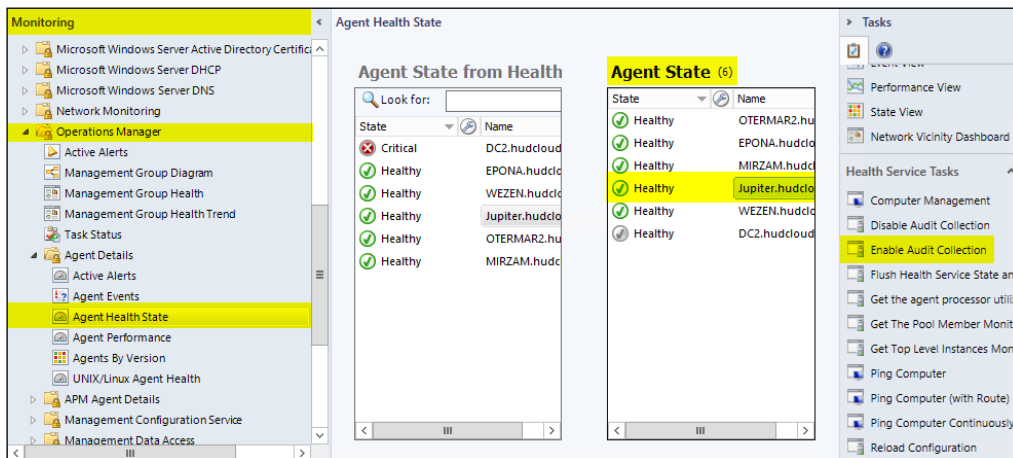 Monitoring
Microsoft Windows Server Active Directory Certifica
Microsoft Windows Server DHCP
Microsoft Windows Server DNS
Network Monitoring
Operations Manager
Active Alerts
Management Group Diagram
Management Group Health
Management Group Health Trend
Task Status
Agent Details
Active Alerts
Agent Events
Agent Health State
Agent Performance
Agents By Version
UNIX/Linux Agent Health
APM Agent Details
Management Configuration Service
Management Data Access
Agent Health State
Agent State from Health
Look for:
State Name
Critical DC2.hudcloud
Healthy EPONA.hudclo
Healthy WEZEN.hudclo
Healthy Jupiter.hudclo
Healthy OTERMAR2.hu
Healthy MIRZAM.hudc
Agent State (6)
State Name
Healthy OTERMAR2.hu
Healthy EPONA.hudclo
Healthy MIRZAM.hudcl
Healthy Jupiter.hudclo
Healthy WEZEN.hudclo
Healthy DC2.hudcloud
Tasks
Event View
Performance View
State View
Network Vicinity Dashboard
Health Service Tasks
Computer Management
Disable Audit Collection
Enable Audit Collection
Flush Health Service State an
Get the agent processor utili
Get The Pool Member Monit
Get Top Level Instances Mon
Ping Computer
Ping Computer (with Route)
Ping Computer Continuously
Reload Configuration